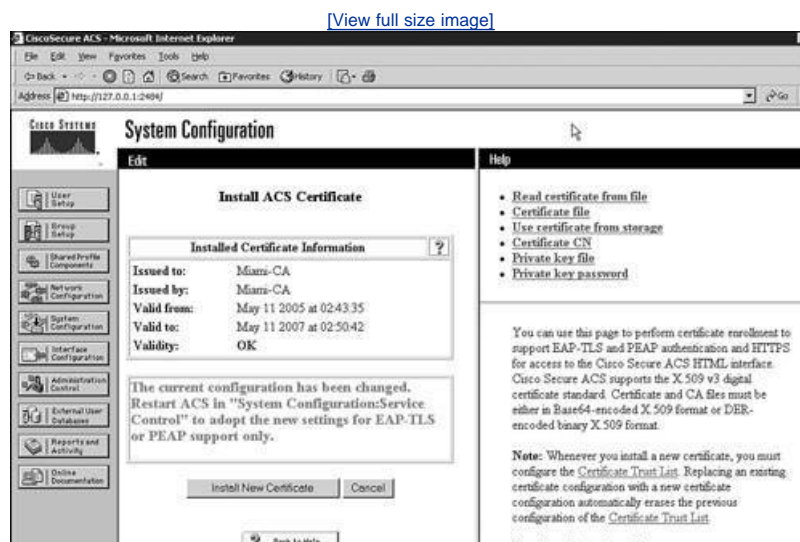 [View full size image]
CiscoSecure ACS - Microsoft Internet Explorer
File Edit View Favorites Tools Help
Back Search Favorites History
Address http://127.0.0.1:2484/ Go
CISCO SYSTEMS
System Configuration
Edit
Help
User Setup
Group Setup
Shared Profile Components
Network Configuration
System Configuration
Interface Configuration
Administration Control
External User Databases
Reports and Activity
Online Documentation
Install ACS Certificate
Installed Certificate Information ?
Issued to: Miami-CA
Issued by: Miami-CA
Valid from: May 11 2005 at 02:43:35
Valid to: May 11 2007 at 02:50:42
Validity: OK
The current configuration has been changed.
Restart ACS in "System Configuration:Service
Control" to adopt the new settings for EAP-TLS
or PEAP support only.
Install New Certificate Cancel
? Back to Help
• Read certificate from file
• Certificate file
• Use certificate from storage
• Certificate CN
• Private key file
• Private key password
You can use this page to perform certificate enrollment to
support EAP-TLS and PEAP authentication and HTTPS
for access to the Cisco Secure ACS HTML interface.
Cisco Secure ACS supports the X.509 v3 digital
certificate standard. Certificate and CA files must be
either in Base64-encoded X.509 format or DER-
encoded binary X.509 format.
Note: Whenever you install a new certificate, you must
configure the Certificate Trust List. Replacing an existing
certificate configuration with a new certificate
configuration automatically erases the previous
configuration of the Certificate Trust List.